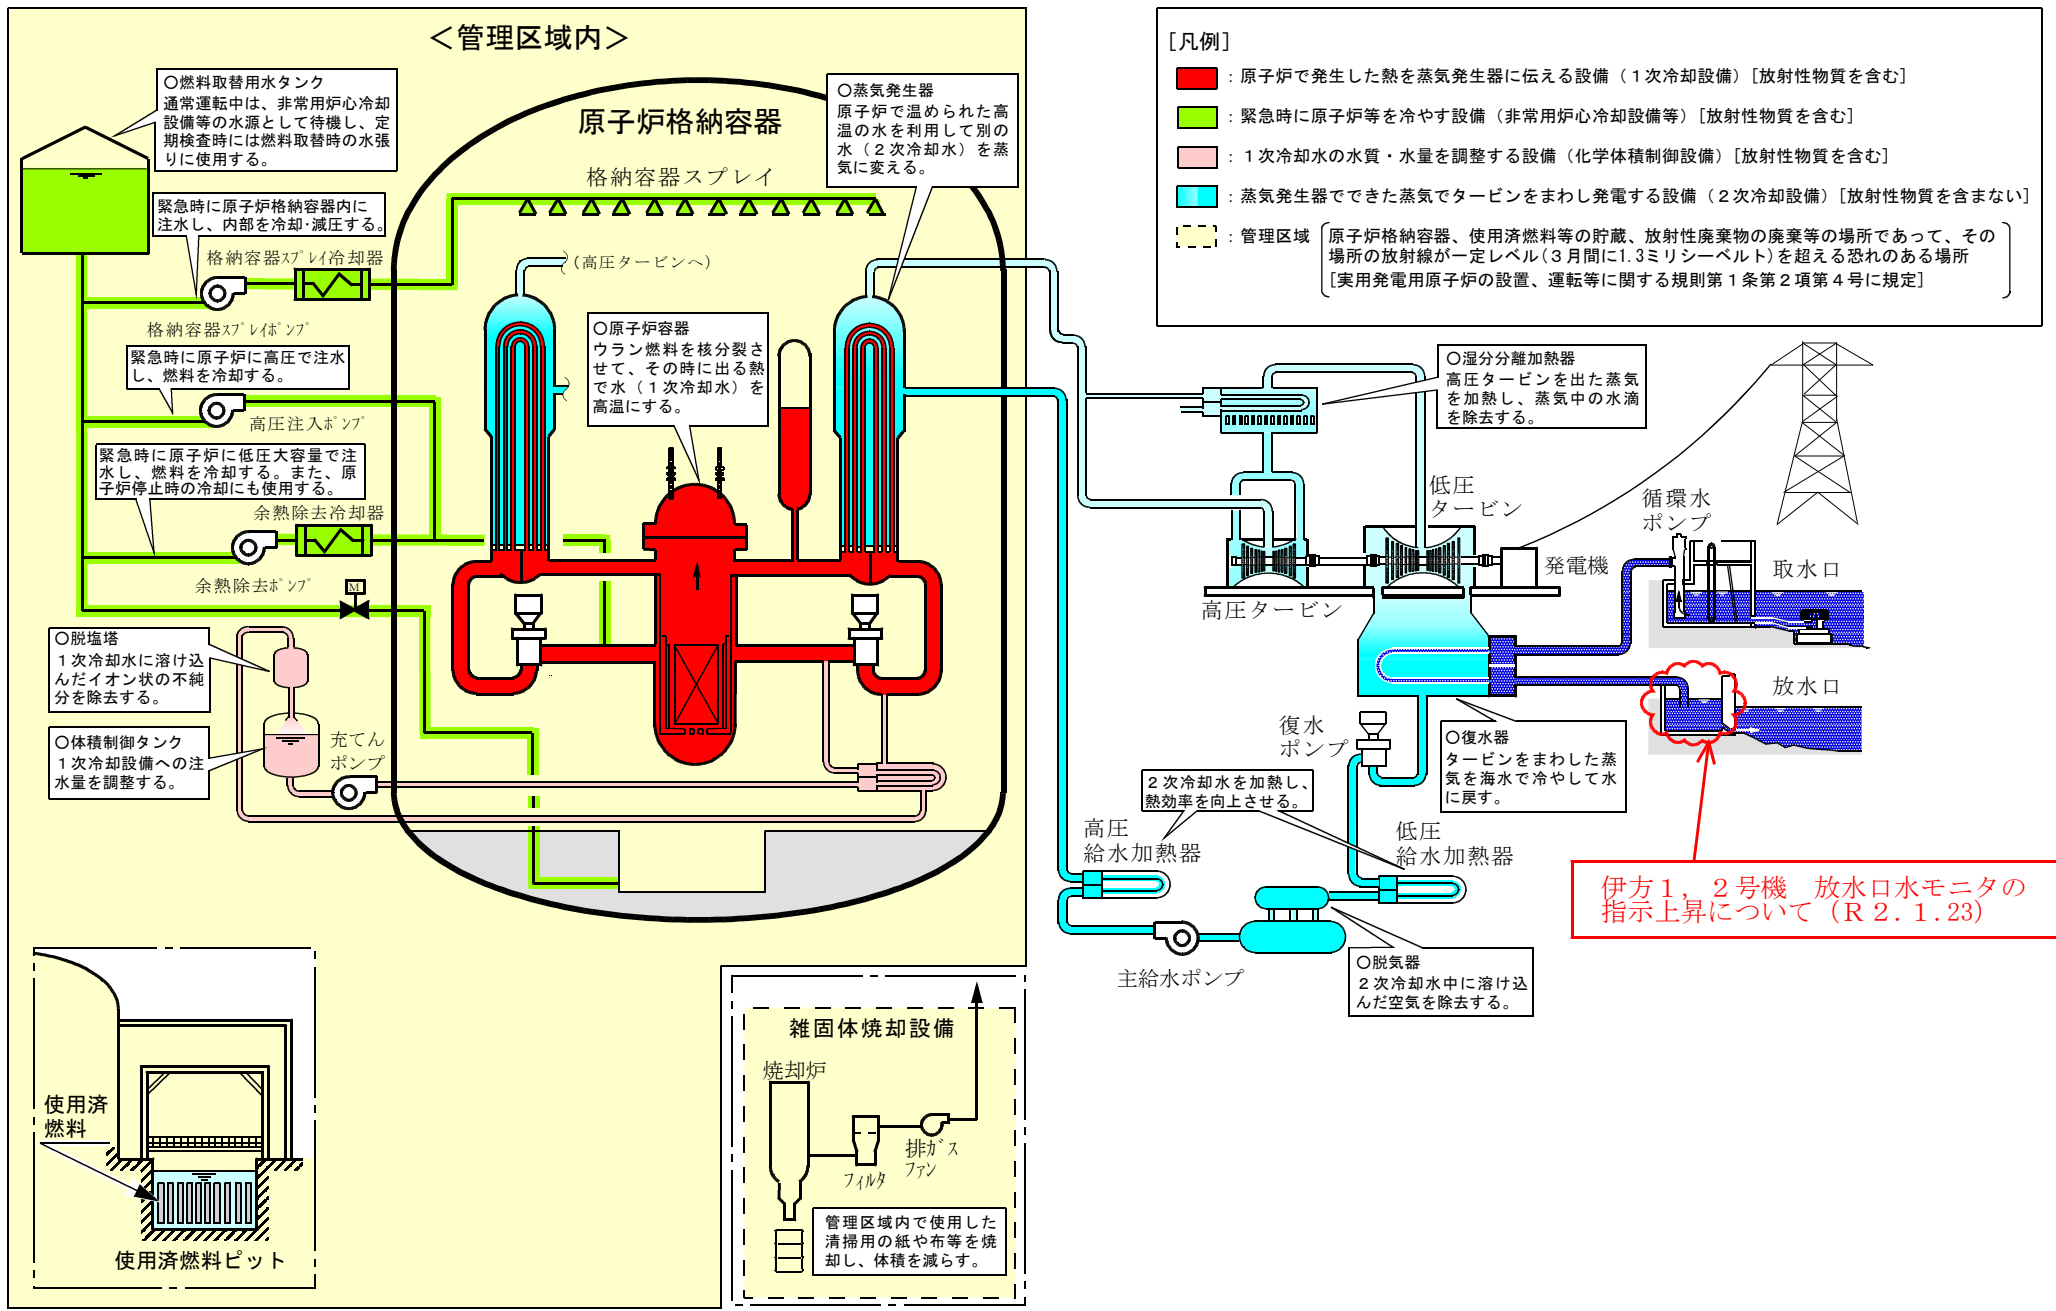 ＜管理区域内＞
○燃料取替用水タンク
通常運転中は、非常用炉心冷却
設備等の水源として待機し、定
期検査時には燃料取替時の水張
りに使用する。
緊急時に原子炉格納容器内に
注水し、内部を冷却･減圧する。
格納容器ｽﾌﾟﾚｲ冷却器
格納容器ｽﾌﾟﾚｲﾎﾟﾝﾌﾟ
緊急時に原子炉に高圧で注水
し、燃料を冷却する。
高圧注入ﾎﾟﾝﾌﾟ
緊急時に原子炉に低圧大容量で注
水し、燃料を冷却する。また、原
子炉停止時の冷却にも使用する。
余熱除去冷却器
余熱除去ﾎﾟﾝﾌﾟ
M
○脱塩塔
１次冷却水に溶け込
んだイオン状の不純
分を除去する。
○体積制御タンク
１次冷却設備への注
水量を調整する。
充てん
ポンプ
原子炉格納容器
格納容器スプレイ
（高圧タービンへ）
○蒸気発生器
原子炉で温められた高
温の水を利用して別の
水（２次冷却水）を蒸
気に変える。
○原子炉容器
ウラン燃料を核分裂さ
せて、その時に出る熱
で水（１次冷却水）を
高温にする。
［凡例］
：原子炉で発生した熱を蒸気発生器に伝える設備（１次冷却設備）［放射性物質を含む］
：緊急時に原子炉等を冷やす設備（非常用炉心冷却設備等）［放射性物質を含む］
：１次冷却水の水質・水量を調整する設備（化学体積制御設備）［放射性物質を含む］
：蒸気発生器でできた蒸気でタービンをまわし発電する設備（２次冷却設備）［放射性物質を含まない］
：管理区域
原子炉格納容器、使用済燃料等の貯蔵、放射性廃棄物の廃棄等の場所であって、その
場所の放射線が一定レベル(３月間に1.3ミリシーベルト)を超える恐れのある場所
［実用発電用原子炉の設置、運転等に関する規則第１条第２項第４号に規定］
○湿分分離加熱器
高圧タービンを出た蒸気
を加熱し、蒸気中の水滴
を除去する。
低圧
タービン
高圧タービン
発電機
循環水
ポンプ
取水口
放水口
復水
ポンプ
○復水器
タービンをまわした蒸
気を海水で冷やして水
に戻す。
２次冷却水を加熱し、
熱効率を向上させる。
高圧
給水加熱器
低圧
給水加熱器
伊方１，２号機　放水口水モニタの
指示上昇について（Ｒ２．１．23）
主給水ポンプ
○脱気器
２次冷却水中に溶け込
んだ空気を除去する。
使用済
燃料
使用済燃料ピット
雑固体焼却設備
焼却炉
フィルタ
排ｶﾞｽ
ﾌｧﾝ
管理区域内で使用した
清掃用の紙や布等を焼
却し、体積を減らす。